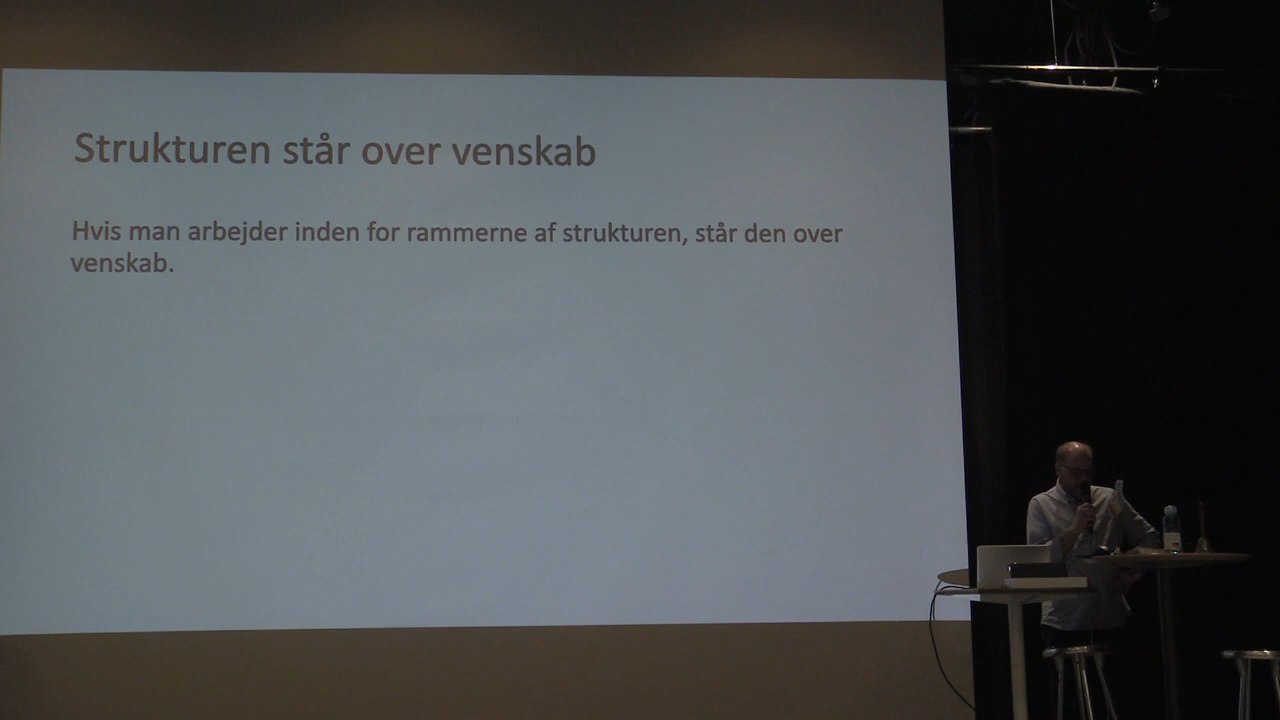 Strukturen står over venskab
Hvis man arbejder inden for rammerne af strukturen, står den over
venskab.